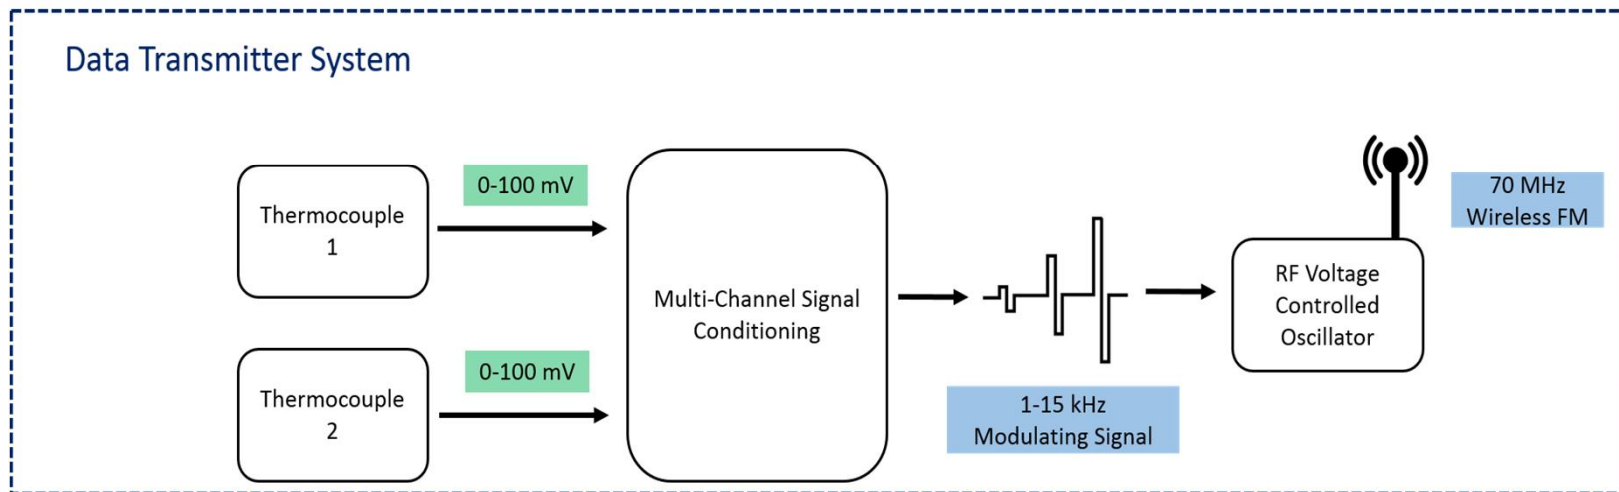 Data Transmitter System
Thermocouple
1
0-100 mV
Thermocouple
2
0-100 mV
Multi-Channel Signal
Conditioning
1-15 kHz
Modulating Signal
RF Voltage
Controlled
Oscillator
70 MHz
Wireless FM